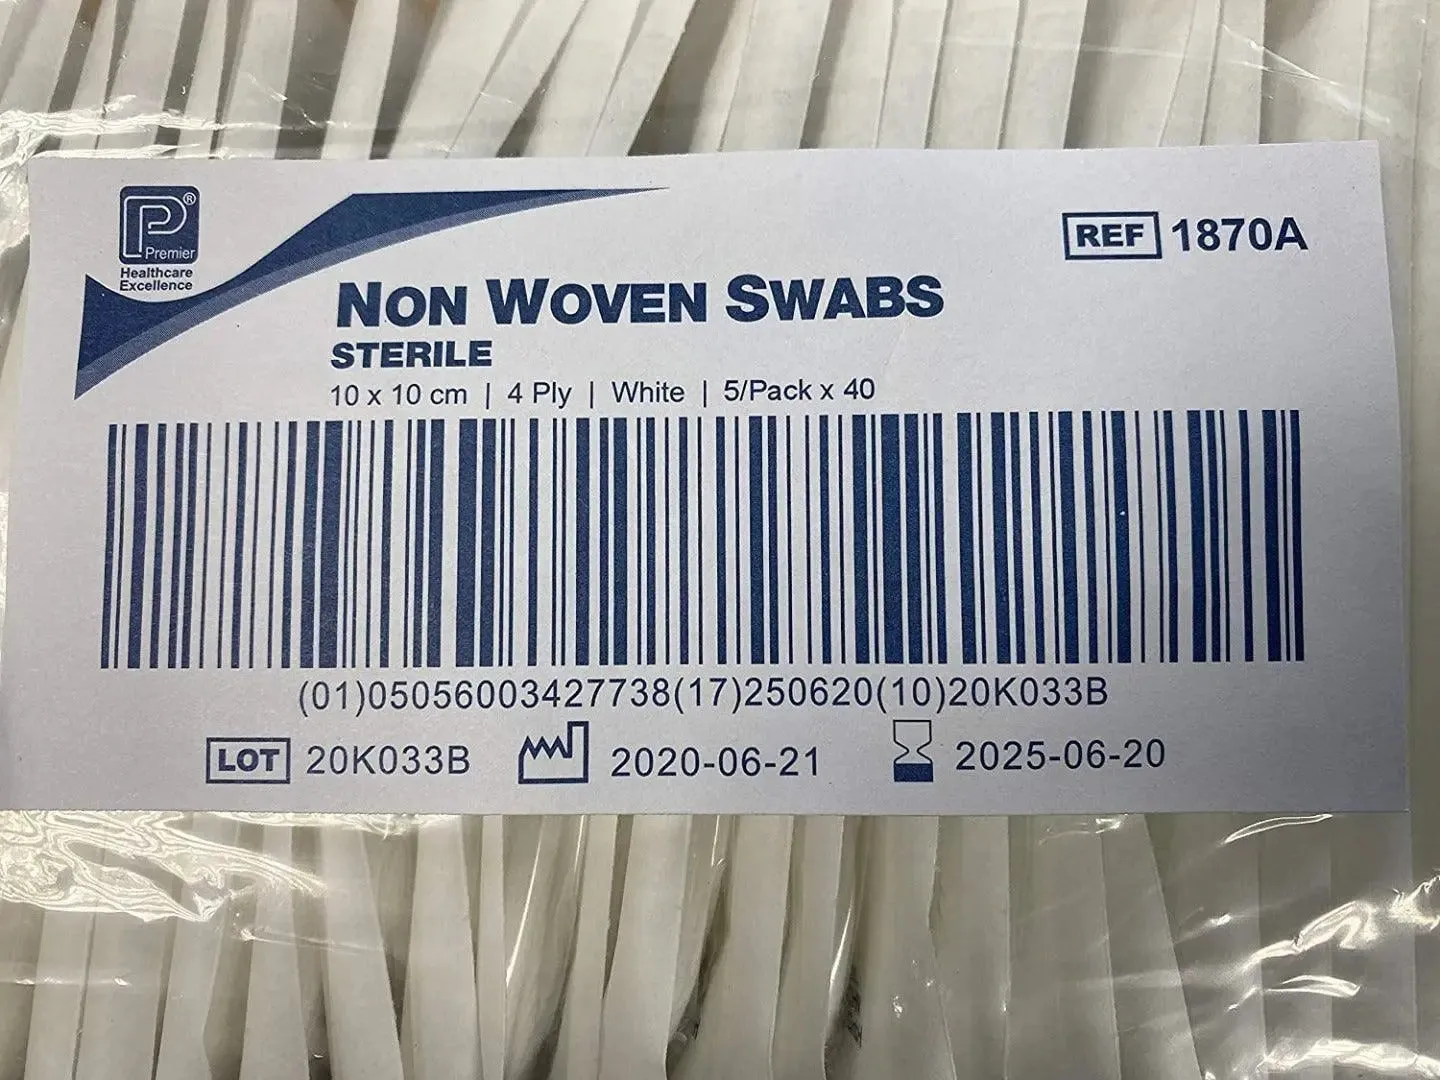 P®
Premier
Healthcare
Excellence
REF 1870A
NON WOVEN SWABS
STERILE
10 x 10 cm | 4 Ply | White | 5/Pack x 40
(01)05056003427738(17)250620(10)20K033B
LOT 20K033B 2020-06-21 2025-06-20